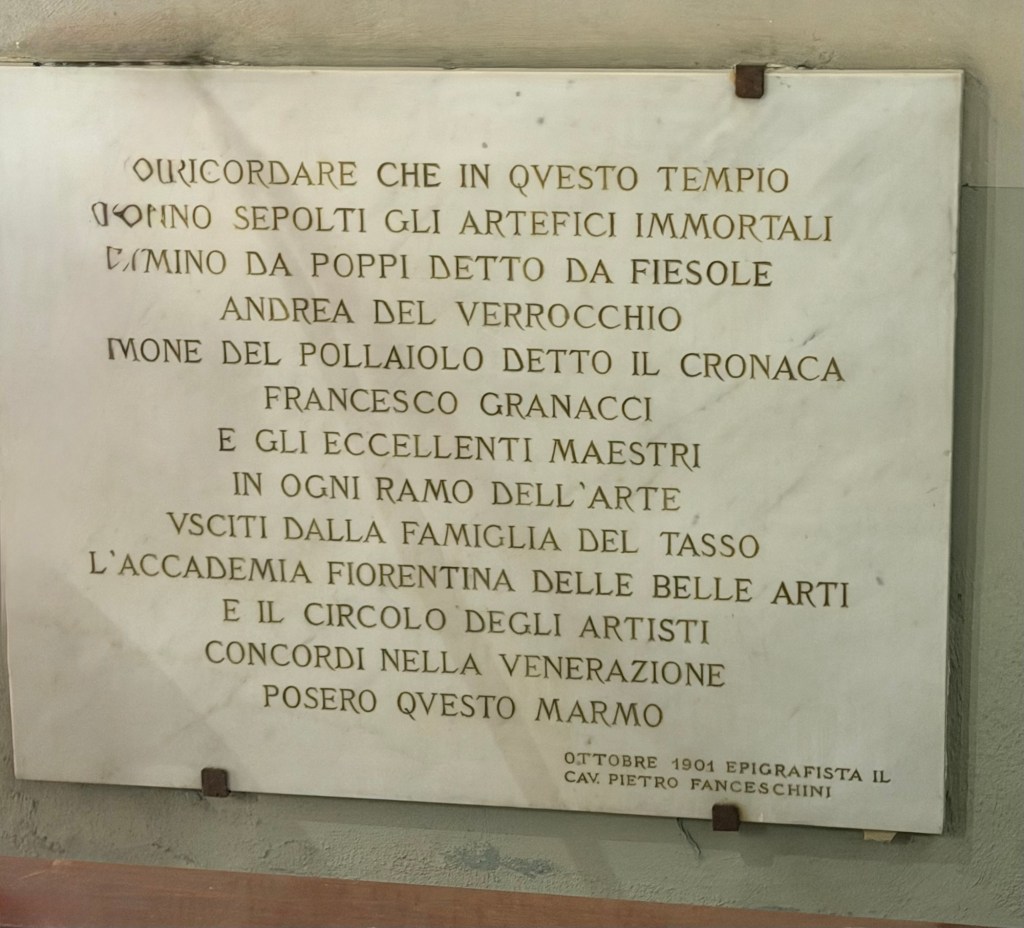 RICORDARE CHE IN QVESTO TEMPIO
SEPOLTI GLI ARTEFICI IMMORTALI
MINO DA POPPI DETTO DA FIESOLE
ANDREA DEL VERROCCHIO
MONE DEL POLLAIOLO DETTO IL CRONACA
FRANCESCO GRANACCI
E GLI ECCELLENTI MAESTRI
IN OGNI RAMO DELL'ARTE
VSCITI DALLA FAMIGLIA DEL TASSO
L'ACCADEMIA FIORENTINA DELLE BELLE ARTI
E IL CIRCOLO DEGLI ARTISTI
CONCORDI NELLA VENERAZIONE
POSERO QVESTO MARMO
OTTOBRE 1901 EPIGRAFISTA IL
CAV. PIETRO FANCESCHINI